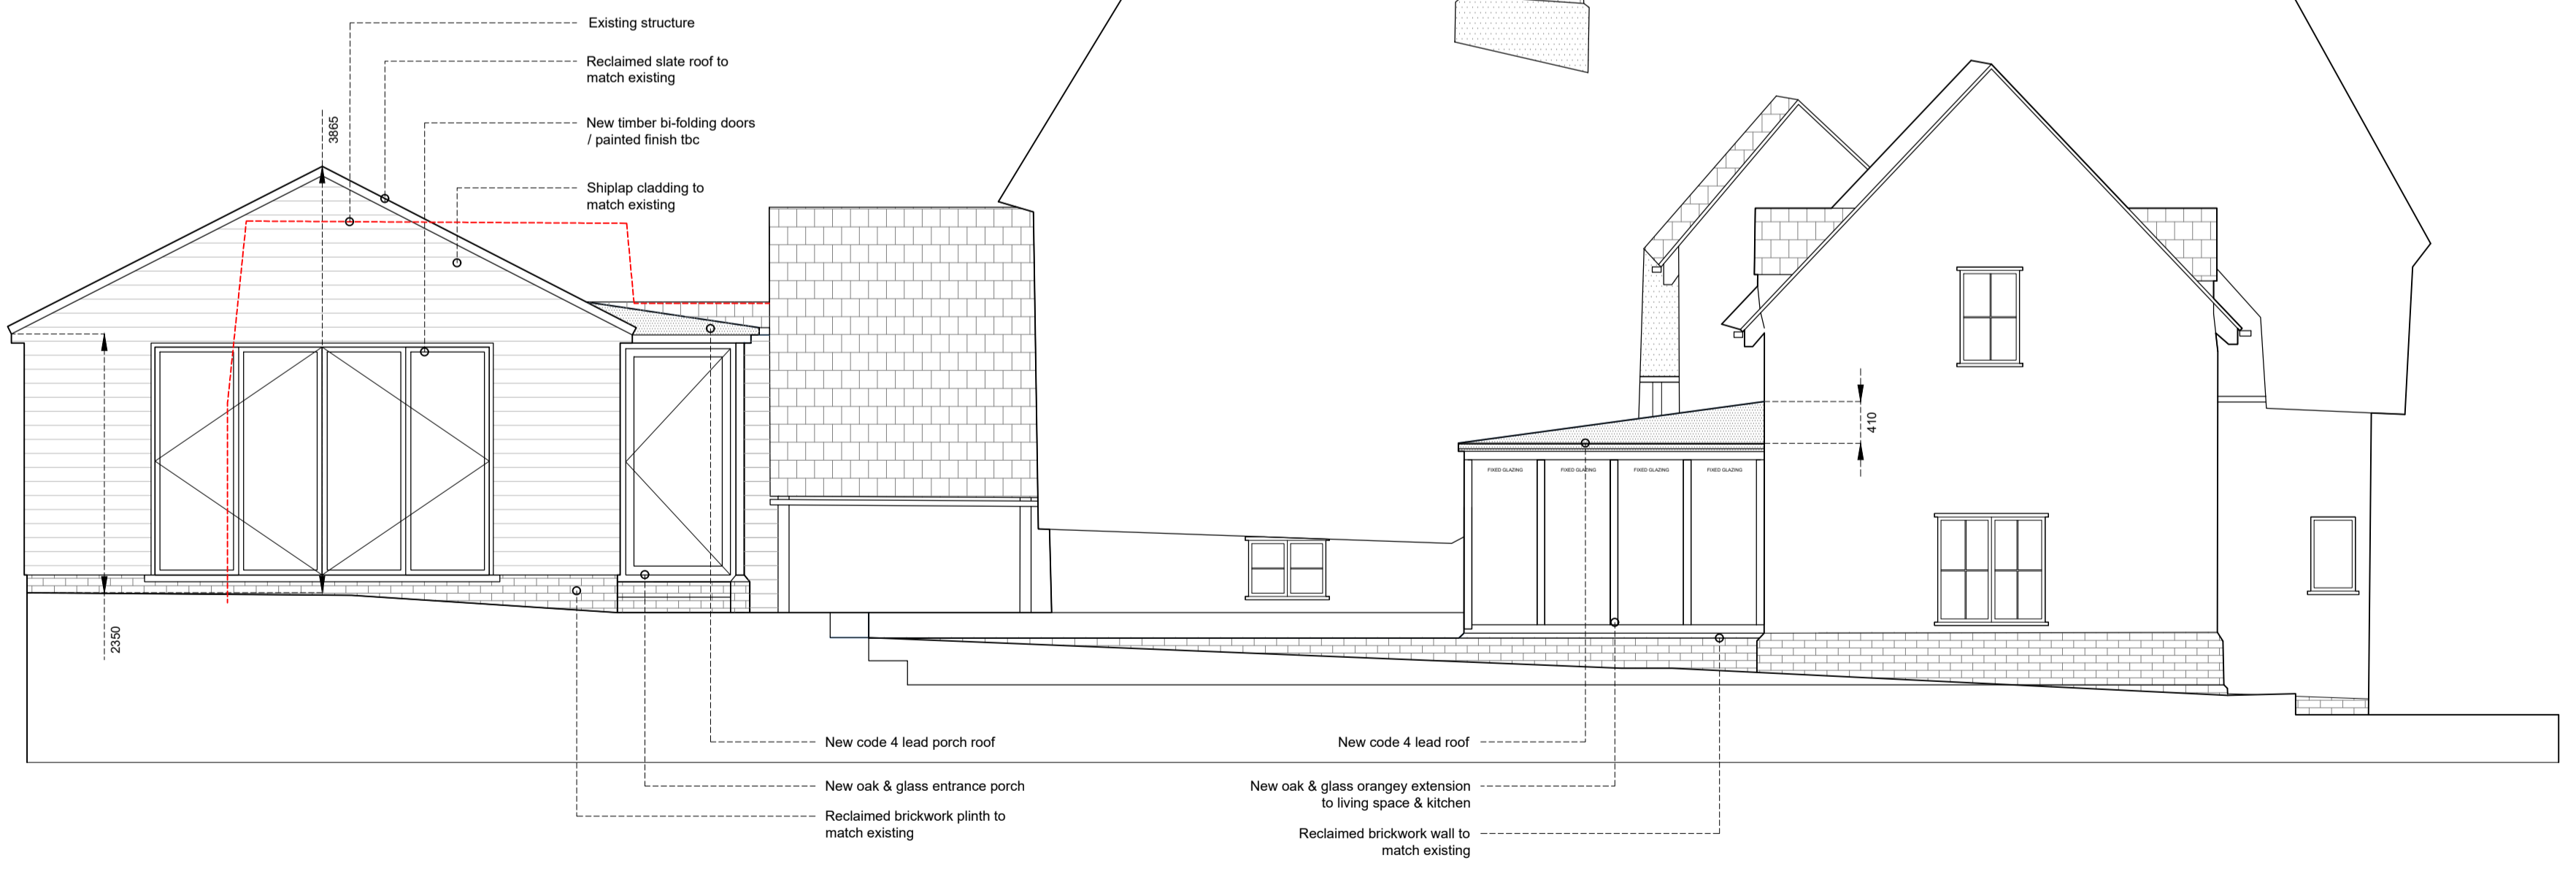 Existing structure
Reclaimed slate roof to
match existing
New timber bi-folding doors
/ painted finish tbc
Shiplap cladding to
match existing
3865
2350
410
FIXED GLAZING
FIXED GLAZING
FIXED GLAZING
FIXED GLAZING
New code 4 lead porch roof
New oak & glass entrance porch
Reclaimed brickwork plinth to
match existing
New code 4 lead roof
New oak & glass orangey extension
to living space & kitchen
Reclaimed brickwork wall to
match existing